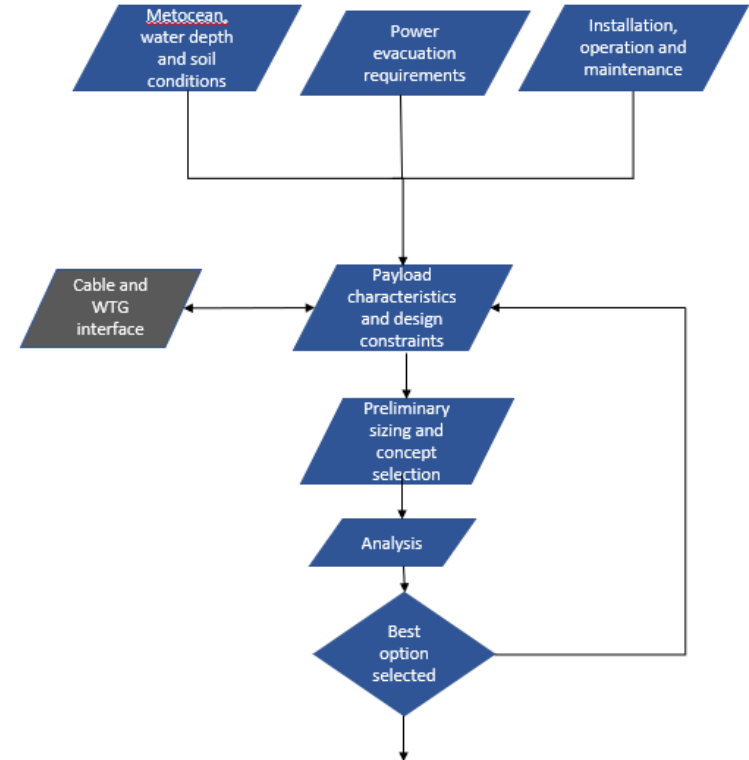 Metocean,
water depth
and soil
conditions
Power
evacuation
requirements
Installation,
operation and
maintenance
Cable and
WTG
interface
Payload
characteristics
and design
constraints
Preliminary
sizing and
concept
selection
Analysis
Best
option
selected